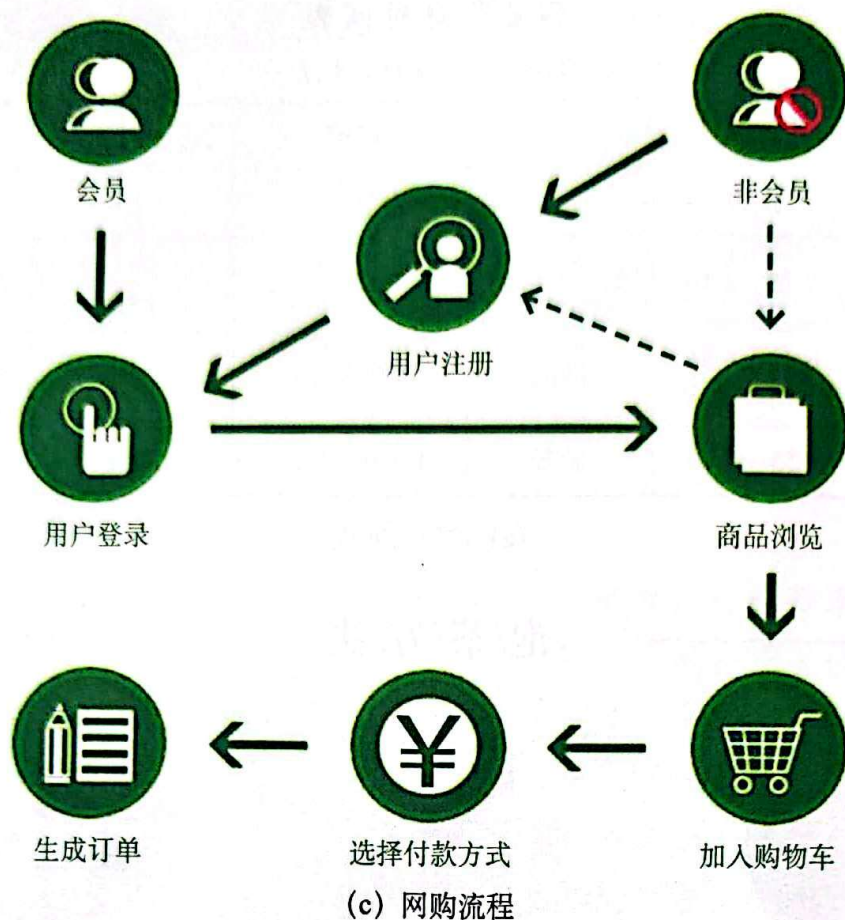 会员
非会员
用户注册
用户登录
商品浏览
生成订单
选择付款方式
加入购物车
(c) 网购流程